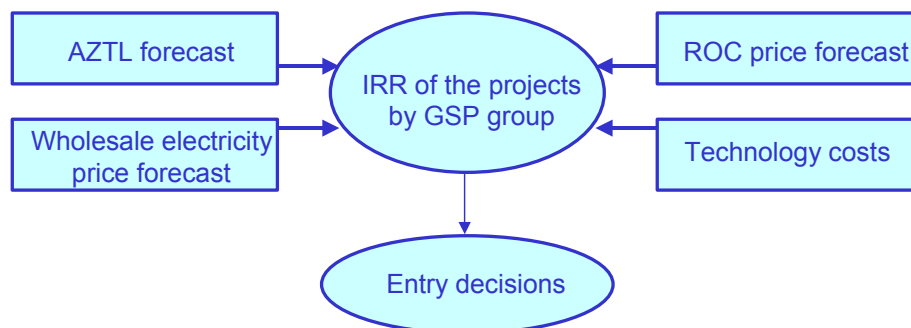 AZTL forecast
ROC price forecast
IRR of the projects
by GSP group
Wholesale electricity
price forecast
Technology costs
Entry decisions